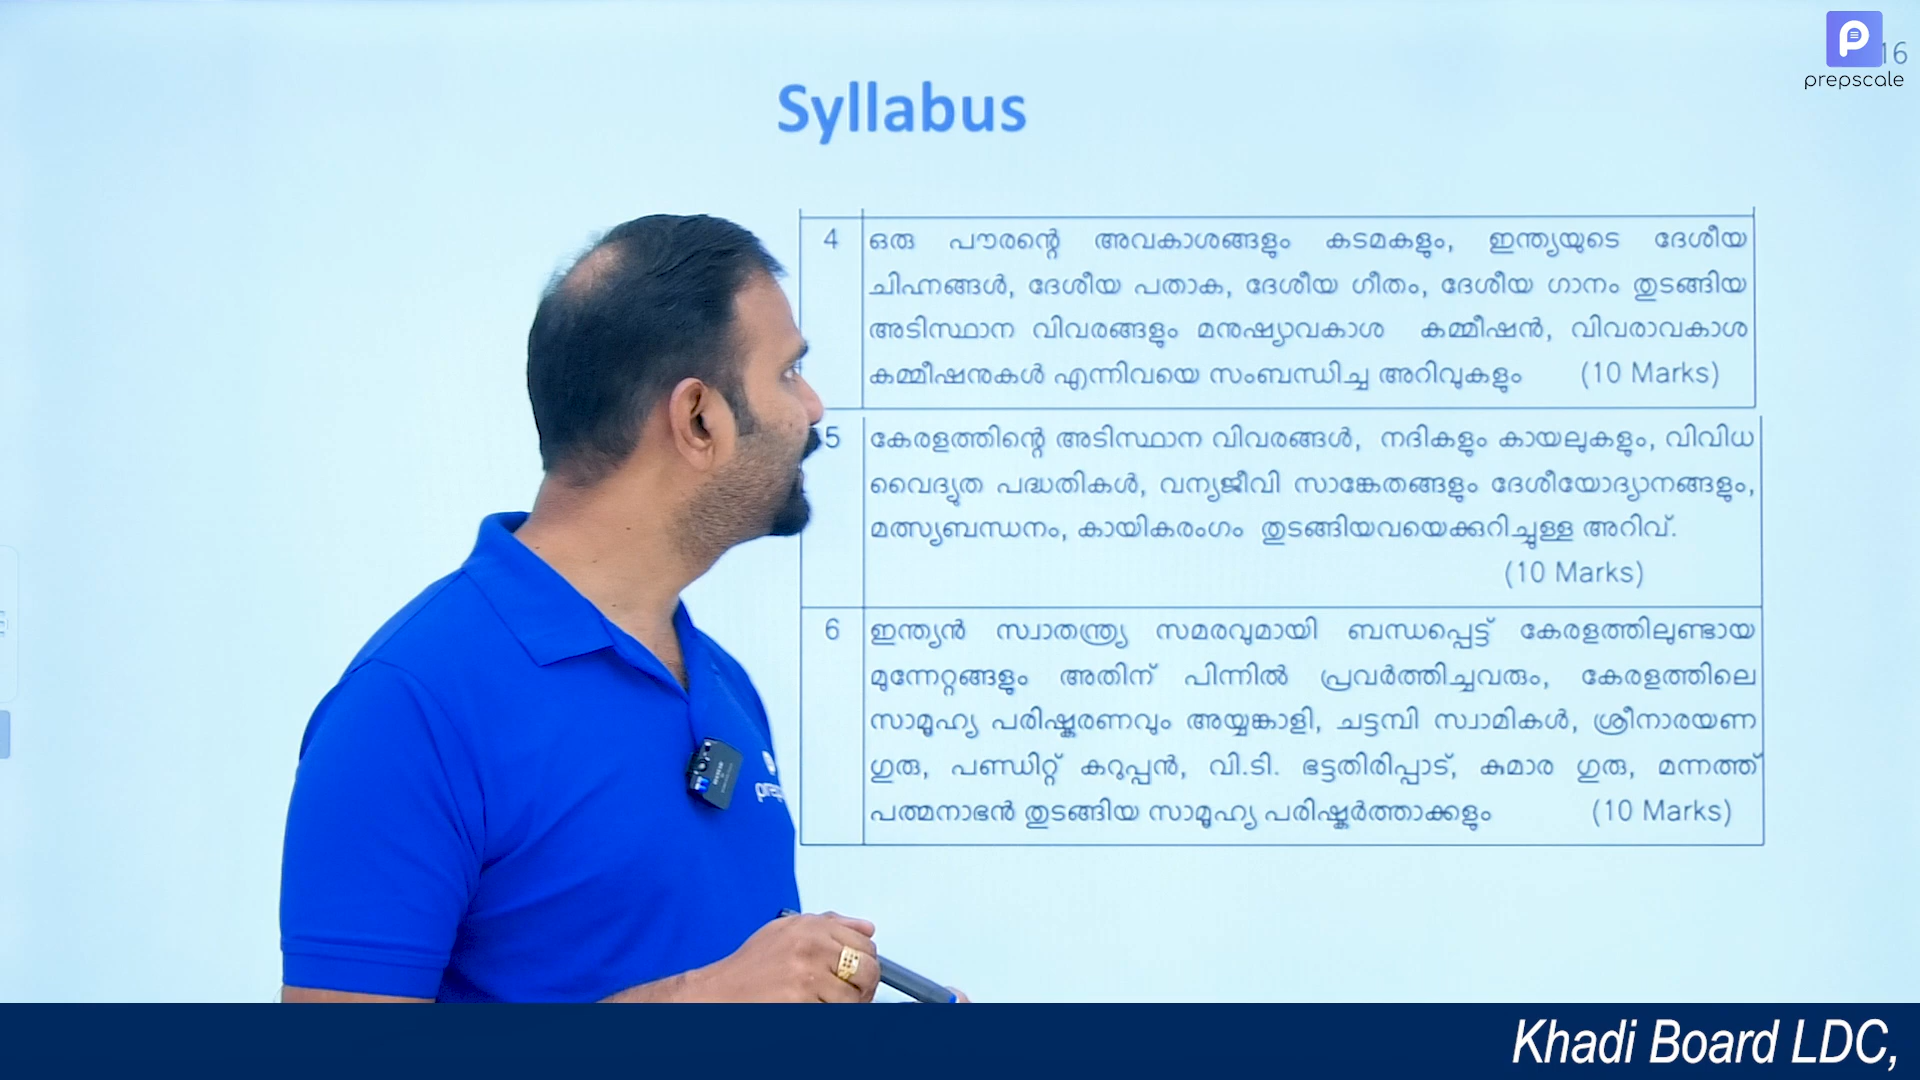 prepscale
16
Syllabus
4 ഒരു പൗരന്റെ അവകാശങ്ങളും കടമകളും, ഇന്ത്യയുടെ ദേശീയ
ചിഹ്നങ്ങൾ, ദേശീയ പതാക, ദേശീയ ഗീതം, ദേശീയ ഗാനം തുടങ്ങിയ
അടിസ്ഥാന വിവരങ്ങളും മനുഷ്യാവകാശ കമ്മീഷൻ, വിവരാവകാശ
കമ്മീഷനുകൾ എന്നിവയെ സംബന്ധിച്ച അറിവുകളും (10 Marks)
5 കേരളത്തിന്റെ അടിസ്ഥാന വിവരങ്ങൾ, നദികളും കായലുകളും, വിവിധ
വൈദ്യുത പദ്ധതികൾ, വന്യജീവി സാങ്കേതങ്ങളും ദേശീയോദ്യാനങ്ങളും,
മത്സ്യബന്ധനം, കായികരംഗം തുടങ്ങിയവയെക്കുറിച്ചുള്ള അറിവ്.
(10 Marks)
6 ഇന്ത്യൻ സ്വാതന്ത്ര്യ സമരവുമായി ബന്ധപ്പെട്ട് കേരളത്തിലുണ്ടായ
മുന്നേറ്റങ്ങളും അതിന് പിന്നിൽ പ്രവർത്തിച്ചവരും, കേരളത്തിലെ
സാമൂഹ്യ പരിഷ്കരണവും അയ്യങ്കാളി, ചട്ടമ്പി സ്വാമികൾ, ശ്രീനാരയണ
ഗുരു, പണ്ഡിറ്റ് കറുപ്പൻ, വി.ടി. ഭട്ടതിരിപ്പാട്, കുമാര ഗുരു, മന്നത്ത്
പത്മനാഭൻ തുടങ്ങിയ സാമൂഹ്യ പരിഷ്കർത്താക്കളും (10 Marks)
Khadi Board LDC,